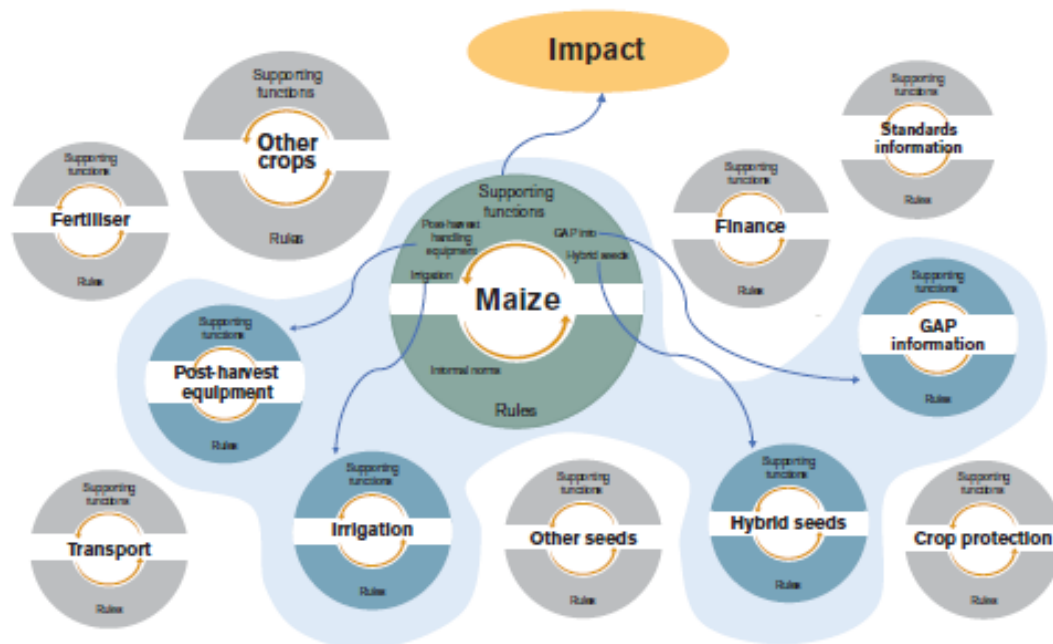 Impact
Supporting
functions
Other
crops
Rules
Supporting
functions
Standards
information
Rules
Supporting
functions
Fertiliser
Rules
Supporting
functions
Finance
Rules
Supporting
functions
Post-harvest
handling
equipment
GAP info
Hybrid seeds
Irrigation
Maize
Informal norms
Rules
Supporting
functions
Post-harvest
equipment
Rules
Supporting
functions
GAP
information
Rules
Supporting
functions
Transport
Rules
Supporting
functions
Irrigation
Rules
Supporting
functions
Other seeds
Rules
Supporting
functions
Hybrid seeds
Rules
Supporting
functions
Crop protection
Rules